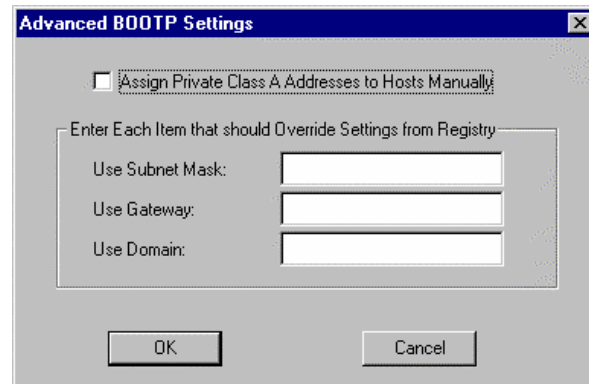 Advanced BOOTP Settings
Assign Private Class A Addresses to Hosts Manually
Enter Each Item that should Override Settings from Registry
Use Subnet Mask:
Use Gateway:
Use Domain:
OK
Cancel